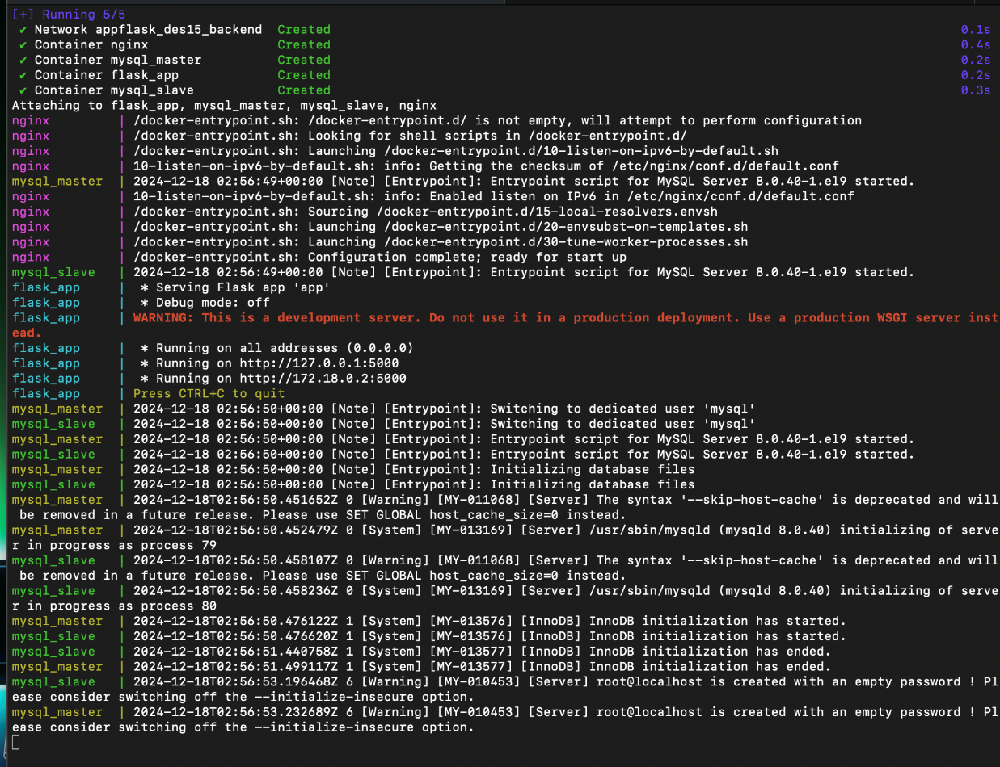 [+] Running 5/5
✔ Network appflask_des15_backend  Created  0.1s
✔ Container nginx  Created  0.4s
✔ Container mysql_master  Created  0.2s
✔ Container flask_app  Created  0.2s
✔ Container mysql_slave  Created  0.3s
Attaching to flask_app, mysql_master, mysql_slave, nginx
nginx         | /docker-entrypoint.sh: /docker-entrypoint.d/ is not empty, will attempt to perform configuration
nginx         | /docker-entrypoint.sh: Looking for shell scripts in /docker-entrypoint.d/
nginx         | /docker-entrypoint.sh: Launching /docker-entrypoint.d/10-listen-on-ipv6-by-default.sh
nginx         | 10-listen-on-ipv6-by-default.sh: info: Getting the checksum of /etc/nginx/conf.d/default.conf
mysql_master  | 2024-12-18 02:56:49+00:00 [Note] [Entrypoint]: Entrypoint script for MySQL Server 8.0.40-1.el9 started.
nginx         | 10-listen-on-ipv6-by-default.sh: info: Enabled listen on IPv6 in /etc/nginx/conf.d/default.conf
nginx         | /docker-entrypoint.sh: Sourcing /docker-entrypoint.d/15-local-resolvers.envsh
nginx         | /docker-entrypoint.sh: Launching /docker-entrypoint.d/20-envsubst-on-templates.sh
nginx         | /docker-entrypoint.sh: Launching /docker-entrypoint.d/30-tune-worker-processes.sh
nginx         | /docker-entrypoint.sh: Configuration complete; ready for start up
mysql_slave   | 2024-12-18 02:56:49+00:00 [Note] [Entrypoint]: Entrypoint script for MySQL Server 8.0.40-1.el9 started.
flask_app     |  * Serving Flask app 'app'
flask_app     |  * Debug mode: off
flask_app     | WARNING: This is a development server. Do not use it in a production deployment. Use a production WSGI server inst
ead.
flask_app     |  * Running on all addresses (0.0.0.0)
flask_app     |  * Running on http://127.0.0.1:5000
flask_app     |  * Running on http://172.18.0.2:5000
flask_app     | Press CTRL+C to quit
mysql_master  | 2024-12-18 02:56:50+00:00 [Note] [Entrypoint]: Switching to dedicated user 'mysql'
mysql_slave   | 2024-12-18 02:56:50+00:00 [Note] [Entrypoint]: Switching to dedicated user 'mysql'
mysql_master  | 2024-12-18 02:56:50+00:00 [Note] [Entrypoint]: Entrypoint script for MySQL Server 8.0.40-1.el9 started.
mysql_slave   | 2024-12-18 02:56:50+00:00 [Note] [Entrypoint]: Entrypoint script for MySQL Server 8.0.40-1.el9 started.
mysql_master  | 2024-12-18 02:56:50+00:00 [Note] [Entrypoint]: Initializing database files
mysql_slave   | 2024-12-18 02:56:50+00:00 [Note] [Entrypoint]: Initializing database files
mysql_master  | 2024-12-18T02:56:50.451652Z 0 [Warning] [MY-011068] [Server] The syntax '--skip-host-cache' is deprecated and will
 be removed in a future release. Please use SET GLOBAL host_cache_size=0 instead.
mysql_master  | 2024-12-18T02:56:50.452479Z 0 [System] [MY-013169] [Server] /usr/sbin/mysqld (mysqld 8.0.40) initializing of serve
r in progress as process 79
mysql_slave   | 2024-12-18T02:56:50.458107Z 0 [Warning] [MY-011068] [Server] The syntax '--skip-host-cache' is deprecated and will
 be removed in a future release. Please use SET GLOBAL host_cache_size=0 instead.
mysql_slave   | 2024-12-18T02:56:50.458236Z 0 [System] [MY-013169] [Server] /usr/sbin/mysqld (mysqld 8.0.40) initializing of serve
r in progress as process 80
mysql_master  | 2024-12-18T02:56:50.476122Z 1 [System] [MY-013576] [InnoDB] InnoDB initialization has started.
mysql_slave   | 2024-12-18T02:56:50.476620Z 1 [System] [MY-013576] [InnoDB] InnoDB initialization has started.
mysql_slave   | 2024-12-18T02:56:51.440758Z 1 [System] [MY-013577] [InnoDB] InnoDB initialization has ended.
mysql_master  | 2024-12-18T02:56:51.499117Z 1 [System] [MY-013577] [InnoDB] InnoDB initialization has ended.
mysql_slave   | 2024-12-18T02:56:53.196468Z 6 [Warning] [MY-010453] [Server] root@localhost is created with an empty password ! Pl
ease consider switching off the --initialize-insecure option.
mysql_master  | 2024-12-18T02:56:53.232689Z 6 [Warning] [MY-010453] [Server] root@localhost is created with an empty password ! Pl
ease consider switching off the --initialize-insecure option.